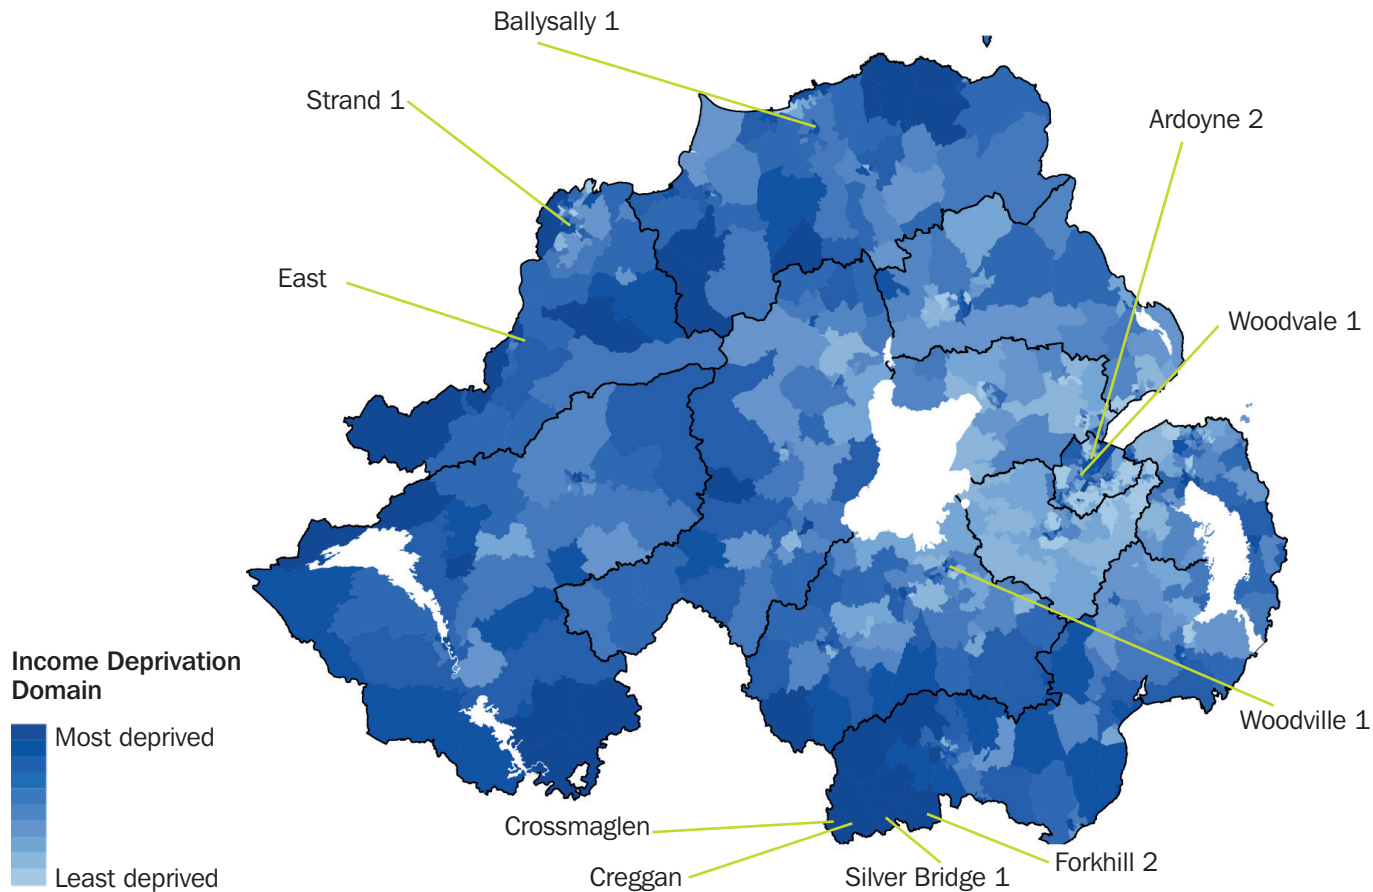 Ballysally 1
Strand 1
Ardoyne 2
East
Woodvale 1
Income Deprivation
Domain
Most deprived
Least deprived
Woodville 1
Crossmaglen
Creggan
Silver Bridge 1
Forkhill 2